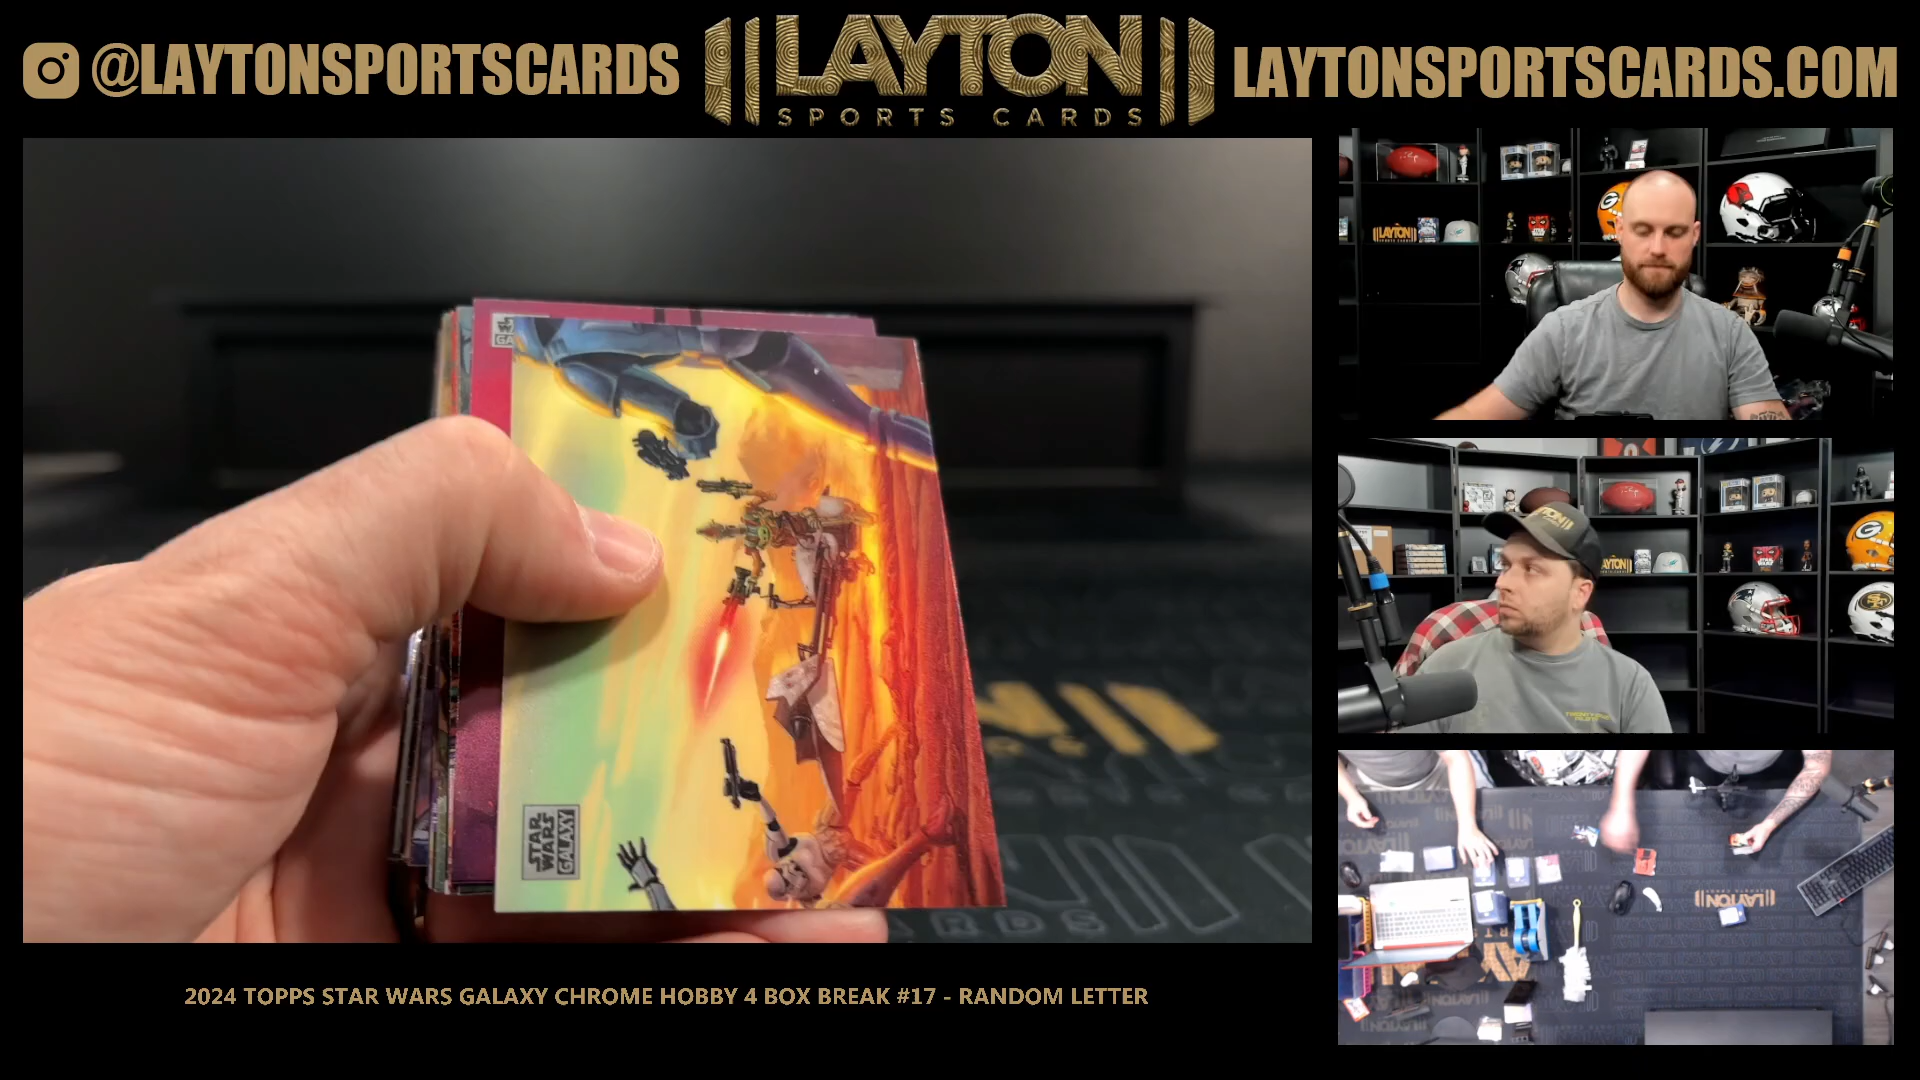 @LAYTONSPORTSCARDS
LAYTON
SPORTS CARDS
LAYTONSPORTSCARDS.COM
STAR
WARS
GALAXY
2024 TOPPS STAR WARS GALAXY CHROME HOBBY 4 BOX BREAK #17 - RANDOM LETTER